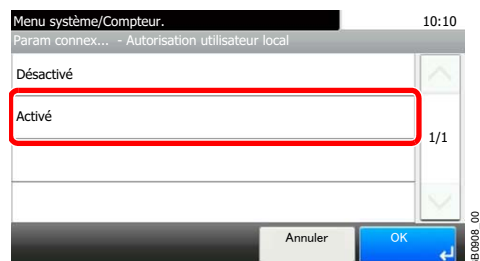 Menu système/Compteur. 10:10
Param connex... - Autorisation utilisateur local
Désactivé
Activé
1/1
Annuler OK
B0908_00